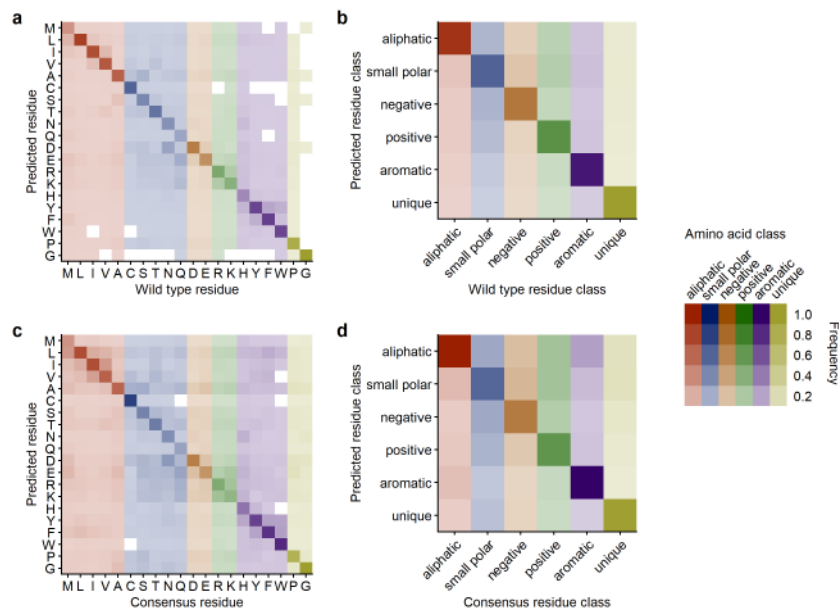 a
Predicted residue
M
L
I
V
A
C
S
T
N
Q
D
E
R
K
H
Y
F
W
P
G
M L I V A C S T N Q D E R K H Y F W P G
Wild type residue
b
Predicted residue class
aliphatic
small polar
negative
positive
aromatic
unique
aliphatic small polar negative positive aromatic unique
Wild type residue class
c
Predicted residue
M
L
I
V
A
C
S
T
N
Q
D
E
R
K
H
Y
F
W
P
G
M L I V A C S T N Q D E R K H Y F W P G
Consensus residue
d
Predicted residue class
aliphatic
small polar
negative
positive
aromatic
unique
aliphatic small polar negative positive aromatic unique
Consensus residue class
Amino acid class
aliphatic small polar negative positive aromatic unique
1.0
0.8
0.6
0.4
0.2
Frequency